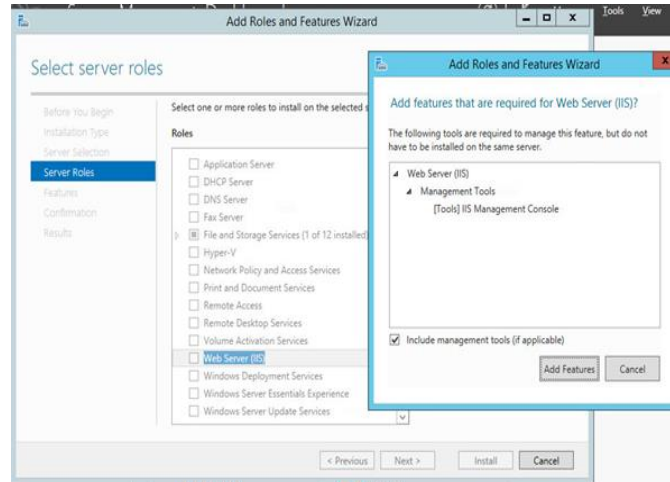 Add Roles and Features Wizard
Tools View
Select server roles
Before You Begin
Installation Type
Server Selection
Server Roles
Features
Confirmation
Results
Select one or more roles to install on the selected s
Roles
Application Server
DHCP Server
DNS Server
Fax Server
File and Storage Services (1 of 12 installed)
Hyper-V
Network Policy and Access Services
Print and Document Services
Remote Access
Remote Desktop Services
Volume Activation Services
Web Server (IIS)
Windows Deployment Services
Windows Server Essentials Experience
Windows Server Update Services
< Previous Next > Install Cancel
Add Roles and Features Wizard
Add features that are required for Web Server (IIS)?
The following tools are required to manage this feature, but do not
have to be installed on the same server.
Web Server (IIS)
Management Tools
[Tools] IIS Management Console
Include management tools (if applicable)
Add Features Cancel